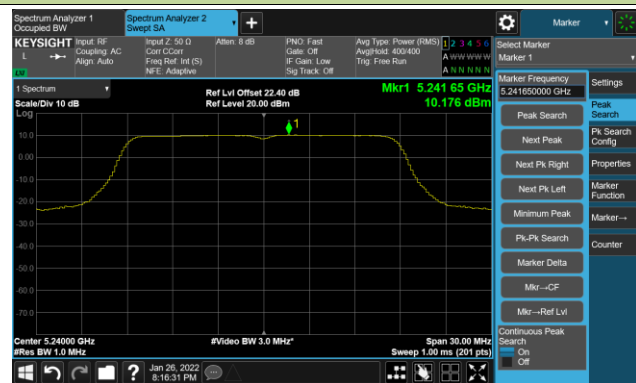 Spectrum Analyzer 1
Occupied BW
Spectrum Analyzer 2
Swept SA
Marker
KEYSIGHT
L
Input: RF
Coupling: AC
Align: Auto
Input Z: 50 Ω
Corr CCorr
Freq Ref: Int (S)
NFE: Adaptive
Atten: 8 dB
PNO: Fast
Gate: Off
IF Gain: Low
Sig Track: Off
Avg Type: Power (RMS)
Avg|Hold: 400/400
Trig: Free Run
1 2 3 4 5 6
A W W W W W
A N N N N N
Select Marker
Marker 1
1 Spectrum
Scale/Div 10 dB
Log
Ref Lvl Offset 22.40 dB
Ref Level 20.00 dBm
Mkr1 5.241 65 GHz
10.176 dBm
1
10.0
0.00
-10.0
-20.0
-30.0
-40.0
-50.0
-60.0
-70.0
Center 5.24000 GHz
#Res BW 1.0 MHz
#Video BW 3.0 MHz*
Span 30.00 MHz
Sweep 1.00 ms (201 pts)
Marker Frequency
5.241650000 GHz
Peak Search
Next Peak
Next Pk Right
Next Pk Left
Minimum Peak
Pk-Pk Search
Marker Delta
Mkr→CF
Mkr→Ref Lvl
Continuous Peak
Search
On
Off
Settings
Peak
Search
Pk Search
Config
Properties
Marker
Function
Marker→
Counter
?
Jan 26, 2022
8:16:31 PM